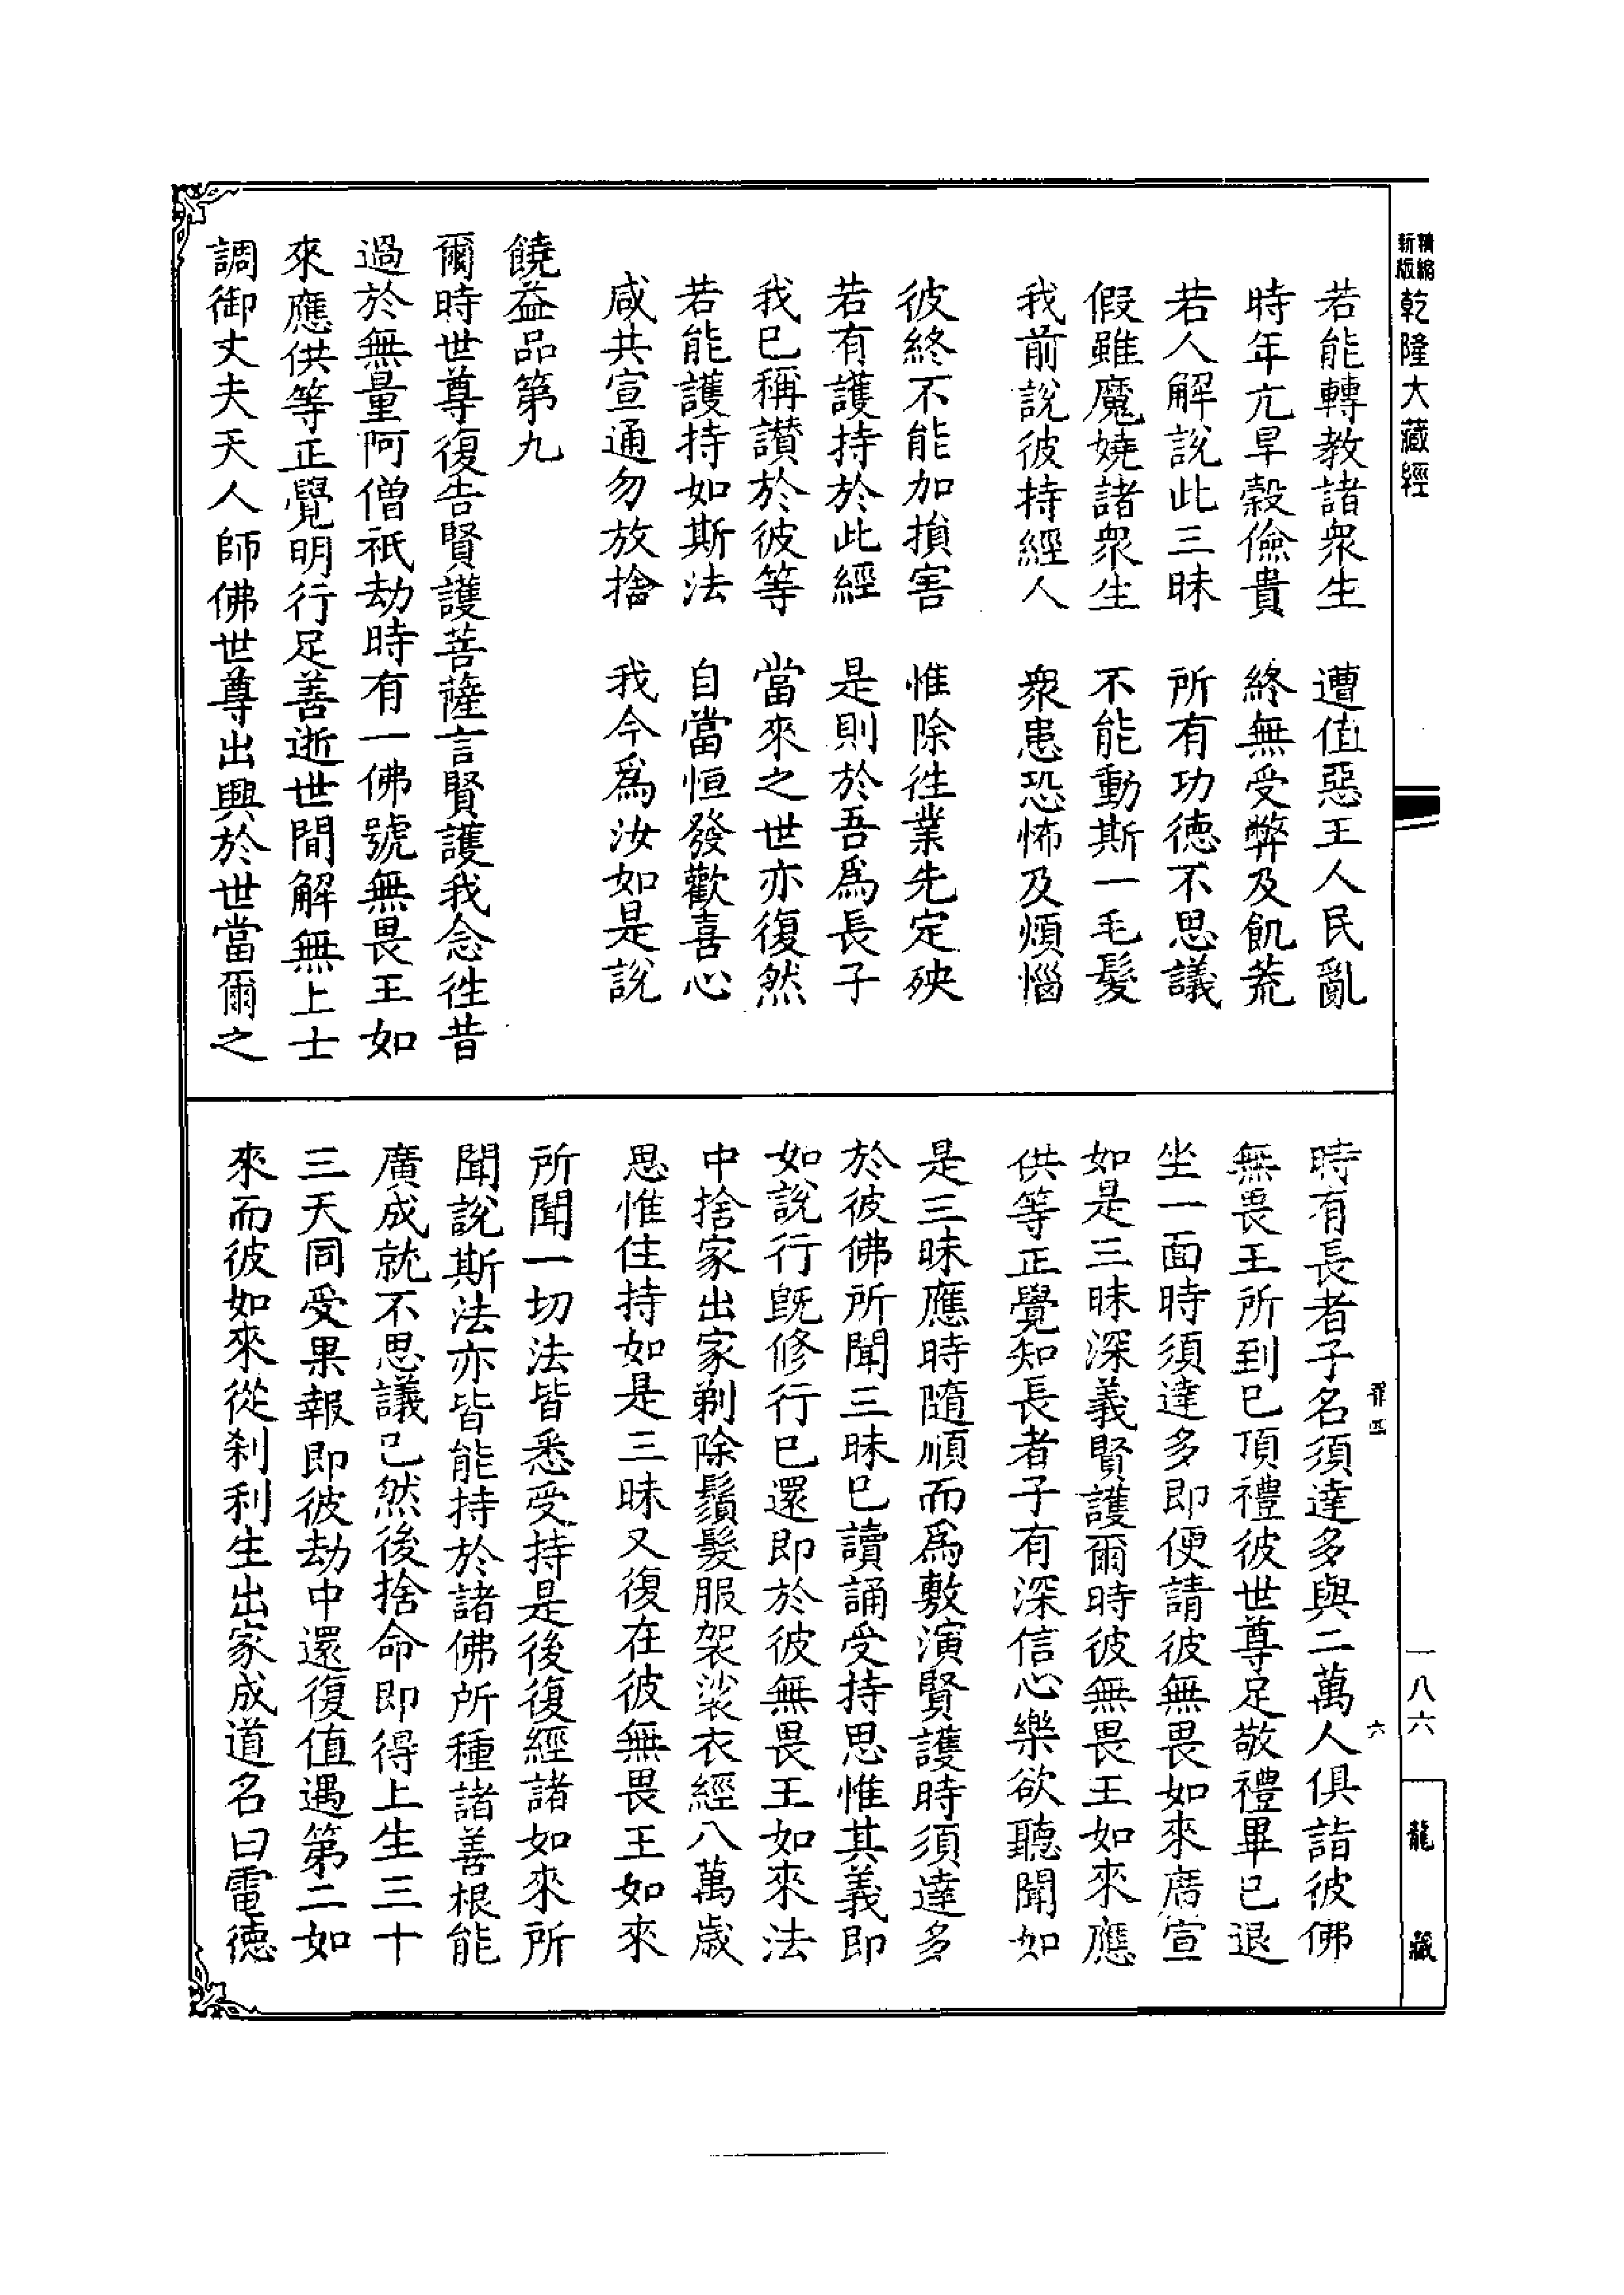 精縮新版乾隆大藏經
若能轉教諸衆生　遭值惡王人民亂
時年亢旱穀儉貴　終無受弊及飢荒
若人解說此三昧　所有功德不思議
假雖魔嬈諸衆生　不能動斯一毛髮
我前說彼持經人　衆患恐怖及煩惱
彼終不能加損害　惟除往業先定殃
若有護持於此經　是則於吾爲長子
我已稱讚於彼等　當來之世亦復然
若能護持如斯法　自當恒發歡喜心
咸共宣通勿放捨　我今爲汝如是說
饒益品第九
爾時世尊復告賢護菩薩言賢護我念往昔
過於無量阿僧祇劫時有一佛號無畏王如
來應供等正覺明行足善逝世間解無上士
調御丈夫天人師佛世尊出興於世當爾之
時有長者子名須達多與二萬人俱詣彼佛
無畏王所到已頂禮彼世尊足敬禮畢已退
坐一面時須達多即便請彼無畏如來廣宣
如是三昧深義賢護爾時彼無畏王如來應
供等正覺知長者子有深信心樂欲聽聞如
是三昧應時隨順而爲敷演賢護時須達多
於彼佛所聞三昧已讀誦受持思惟其義即
如說行旣修行已還即於彼無畏王如來法
中捨家出家剃除鬚髮服袈裟衣經八萬歲
思惟住持如是三昧又復在彼無畏王如來
所聞一切法皆悉受持是後復經諸如來所
聞說斯法亦皆能持於諸佛所種諸善根能
廣成就不思議已然後捨命即得上生三十
三天同受果報即彼劫中還復值遇第二如
來而彼如來從刹利生出家成道名曰電德
六
一八六
龍藏